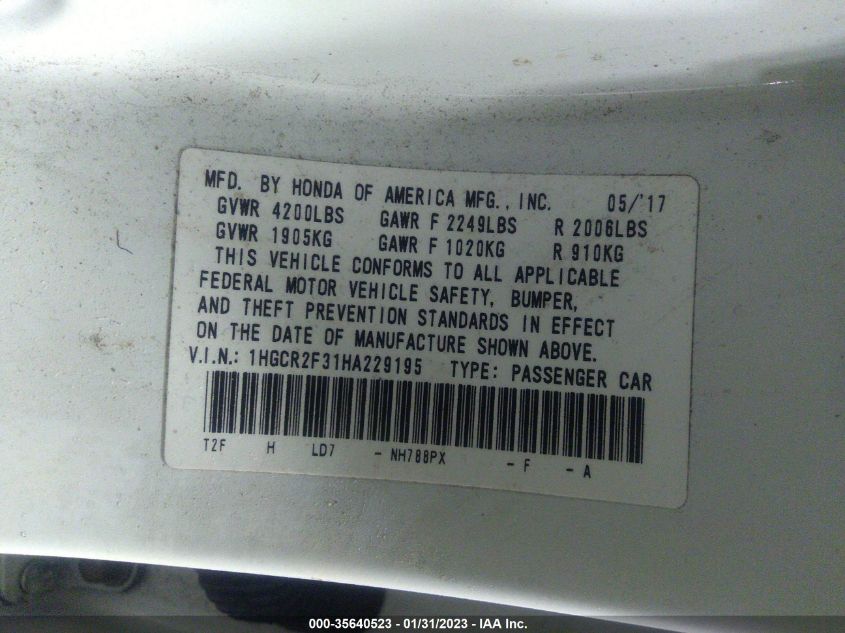 MFD. BY HONDA OF AMERICA MFG., INC. 05/'17
GVWR 4200LBS GAWR F 2249LBS R 2006LBS
GVWR 1905KG GAWR F 1020KG R 910KG
THIS VEHICLE CONFORMS TO ALL APPLICABLE
FEDERAL MOTOR VEHICLE SAFETY, BUMPER,
AND THEFT PREVENTION STANDARDS IN EFFECT
ON THE DATE OF MANUFACTURE SHOWN ABOVE.
V.I.N.: 1HGCR2F31HA229195 TYPE: PASSENGER CAR
T2F H LD7 - NH788PX - F - A
000-35640523 - 01/31/2023 - IAA Inc.